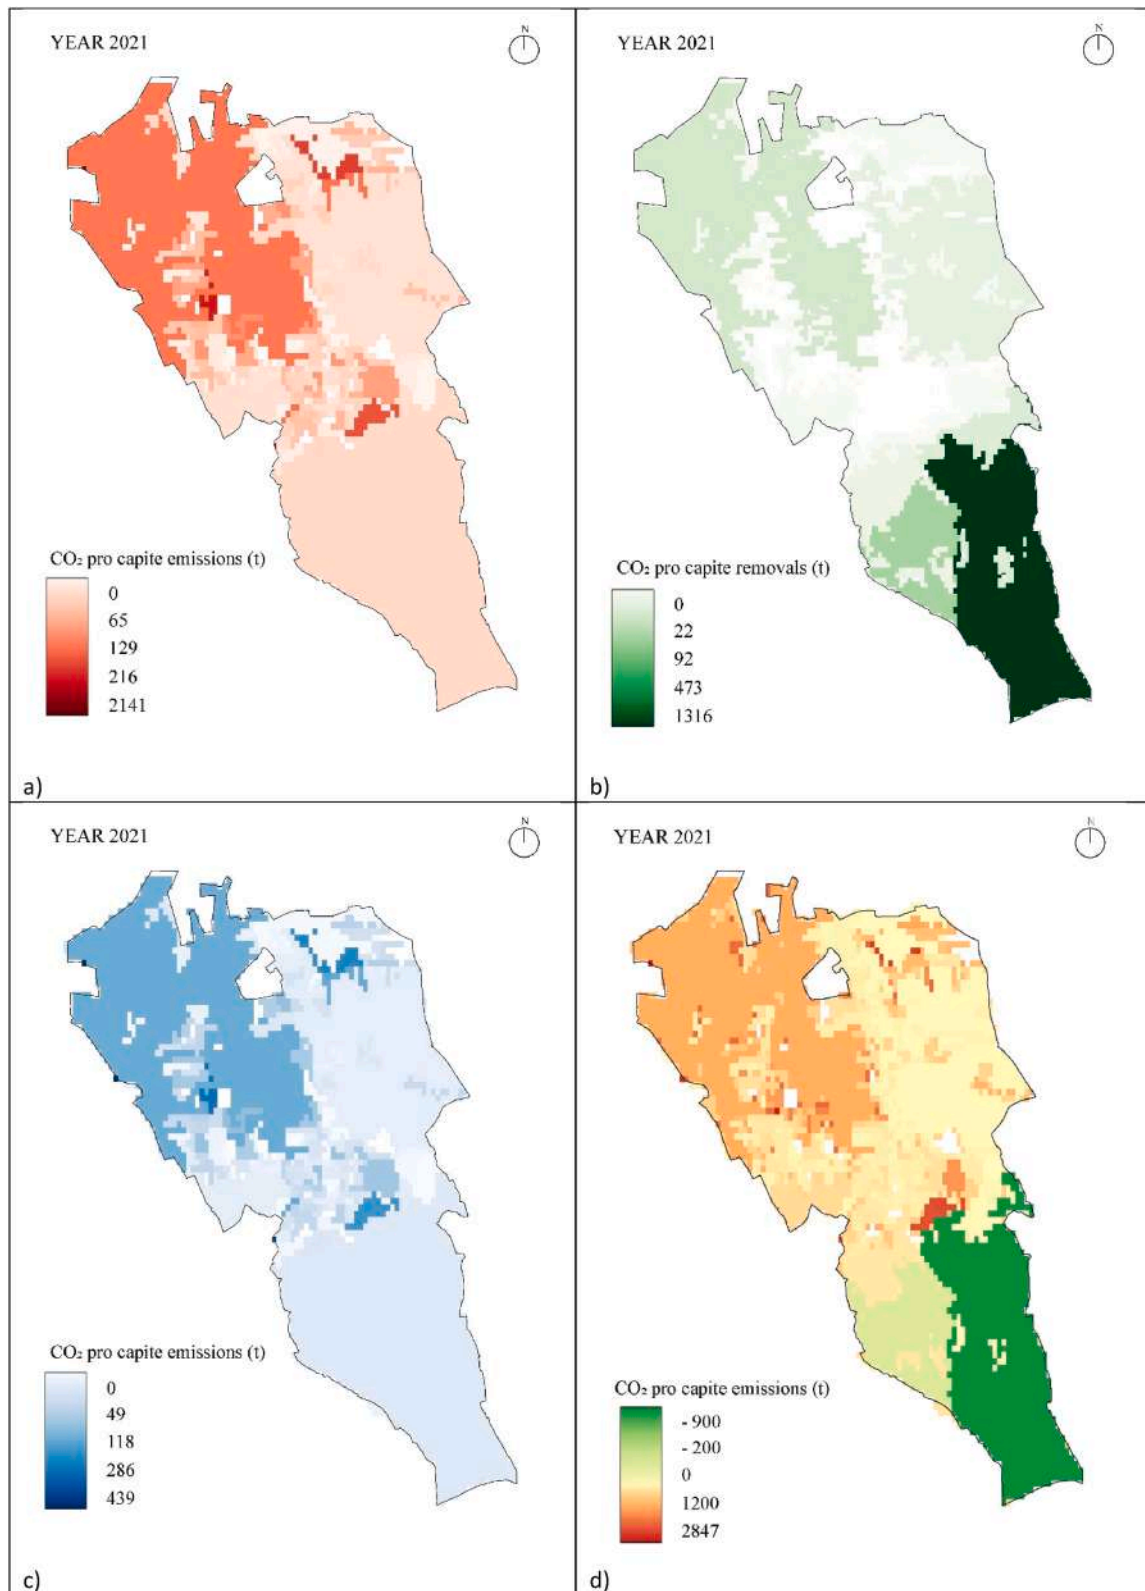 YEAR 2021
N
CO₂ pro capite emissions (t)
0
65
129
216
2141
a)
YEAR 2021
N
CO₂ pro capite removals (t)
0
22
92
473
1316
b)
YEAR 2021
N
CO₂ pro capite emissions (t)
0
49
118
286
439
c)
YEAR 2021
N
CO₂ pro capite emissions (t)
- 900
- 200
0
1200
2847
d)